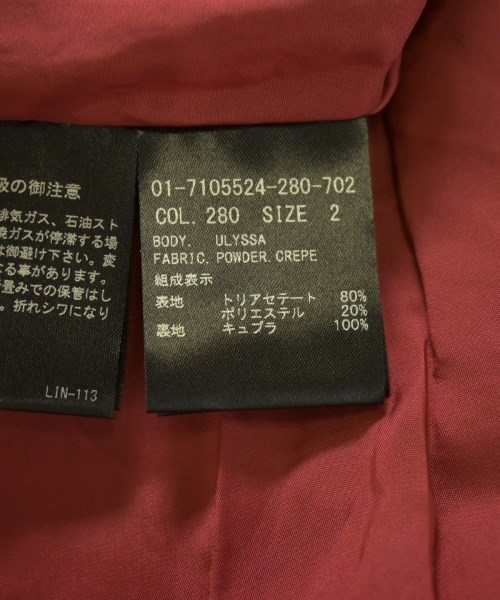 の御注意
気ガス、石油スト
ガスが停滞する場
御避け下さい。変
る事があります。
畳みでの保管はし
。折れシワになり
LIN-113
01-7105524-280-702
COL. 280 SIZE 2
BODY. ULYSSA
FABRIC. POWDER. CREPE
組成表示
表地 トリアセテート 80%
ポリエステル 20%
裏地 キュプラ 100%